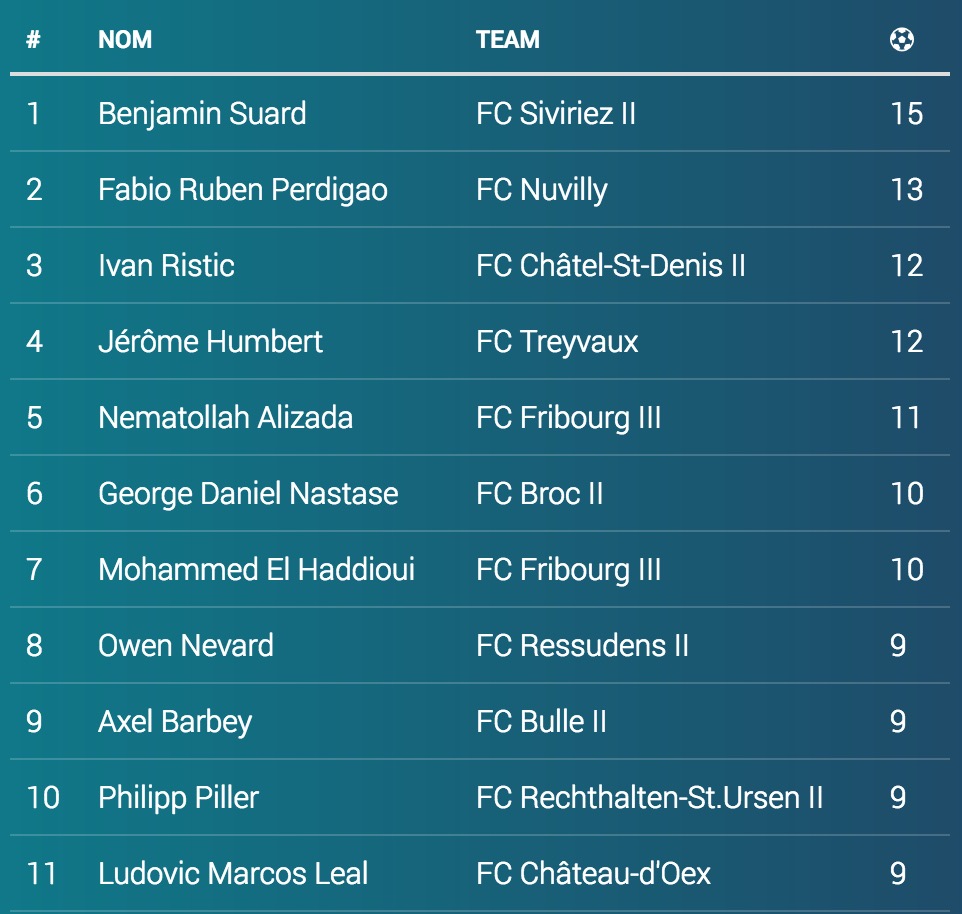 # NOM TEAM
1 Benjamin Suard FC Siviriez II 15
2 Fabio Ruben Perdigao FC Nuvilly 13
3 Ivan Ristic FC Châtel-St-Denis II 12
4 Jérôme Humbert FC Treyvaux 12
5 Nematollah Alizada FC Fribourg III 11
6 George Daniel Nastase FC Broc II 10
7 Mohammed El Haddioui FC Fribourg III 10
8 Owen Nevard FC Ressudens II 9
9 Axel Barbey FC Bulle II 9
10 Philipp Piller FC Rechthalten-St.Ursen II 9
11 Ludovic Marcos Leal FC Château-d'Oex 9